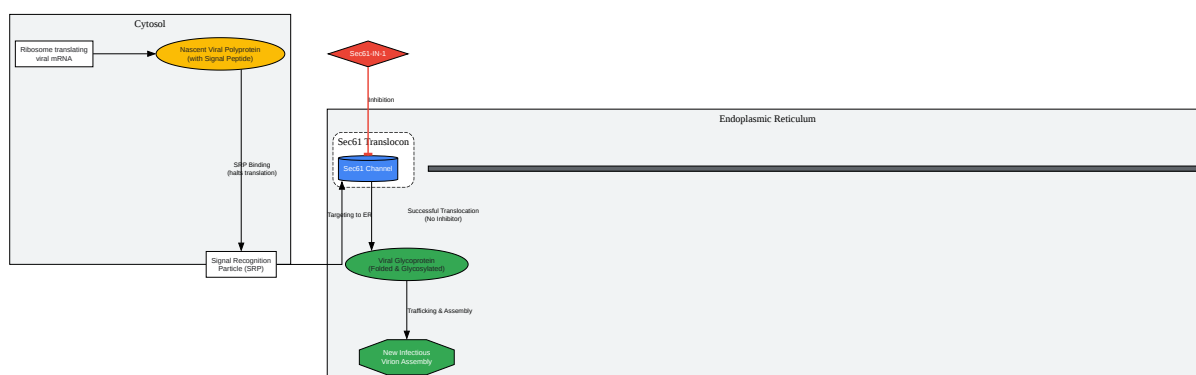 Cytosol
Ribosome translating
viral mRNA
Nascent Viral Polyprotein
(with Signal Peptide)
Sec61-IN-1
Inhibition
Endoplasmic Reticulum
Sec61 Translocon
Sec61 Channel
SRP Binding
(halts translation)
Targeting to ER
Successful Translocation
(No Inhibitor)
Signal Recognition
Particle (SRP)
Viral Glycoprotein
(Folded & Glycosylated)
Trafficking & Assembly
New Infectious
Virion Assembly